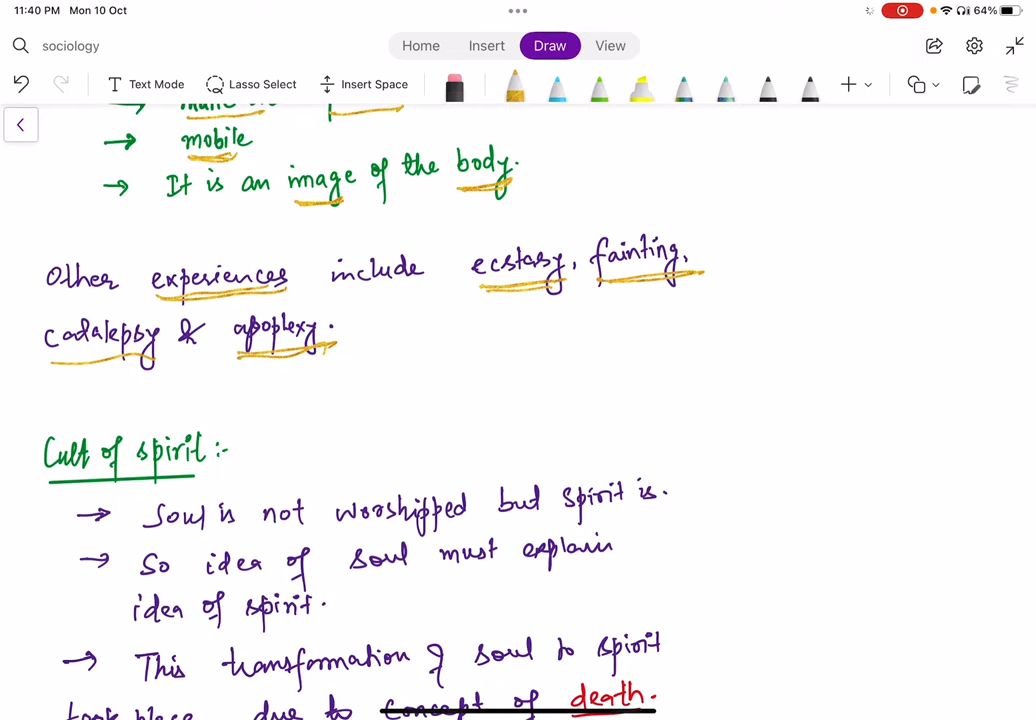 11:40 PM Mon 10 Oct
64%
sociology
Home Insert Draw View
Text Mode Lasso Select Insert Space
→ mobile
→ It is an image of the body.
Other experiences include ecstasy, fainting,
cadalepsy & apoplexy.
Cult of spirit :-
→ Soul is not worshipped but spirit is.
→ So idea of soul must explain
idea of spirit.
→ This transformation of soul to spirit
took place due to concept of death.